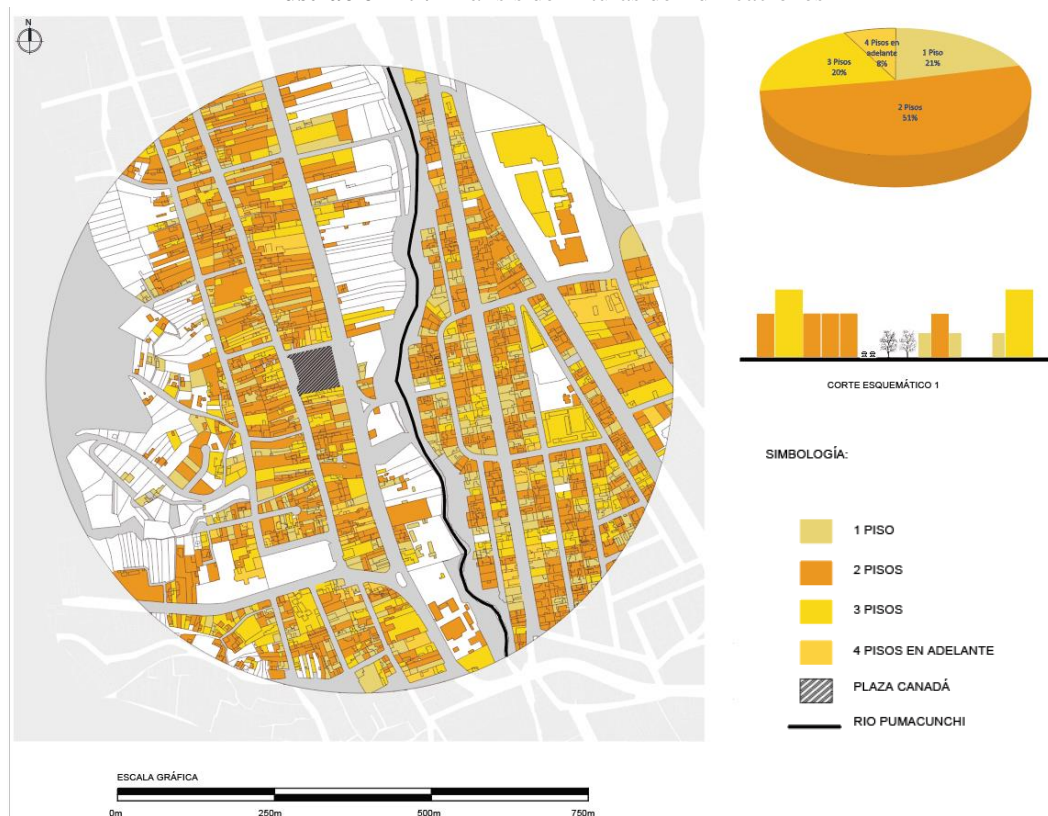 N
4 Pisos en
adelante
8%
1 Piso
21%
3 Pisos
20%
2 Pisos
51%
CORTE ESQUEMÁTICO 1
SIMBOLOGÍA:
1 PISO
2 PISOS
3 PISOS
4 PISOS EN ADELANTE
PLAZA CANADÁ
RIO PUMACUNCHI
ESCALA GRÁFICA
0m 250m 500m 750m